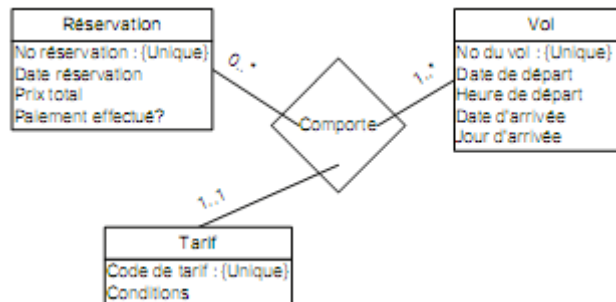 Réservation
No réservation : {Unique}
Date réservation
Prix total
Paiement effectué?
0..*
Comporte
1..*
Vol
No du vol : {Unique}
Date de départ
Heure de départ
Date d'arrivée
Jour d'arrivée
1..1
Tarif
Code de tarif : {Unique}
Conditions